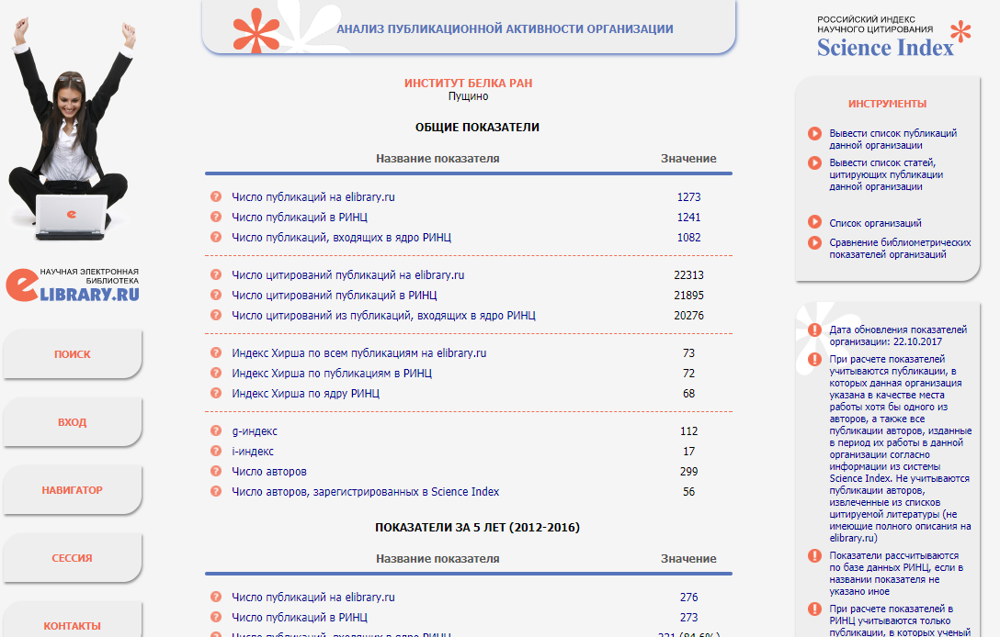 АНАЛИЗ ПУБЛИКАЦИОННОЙ АКТИВНОСТИ ОРГАНИЗАЦИИ
ИНСТИТУТ БЕЛКА РАН
Пущино
ОБЩИЕ ПОКАЗАТЕЛИ
Название показателя Значение
Число публикаций на elibrary.ru 1273
Число публикаций в РИНЦ 1241
Число публикаций, входящих в ядро РИНЦ 1082
Число цитирований публикаций на elibrary.ru 22313
Число цитирований публикаций в РИНЦ 21895
Число цитирований из публикаций, входящих в ядро РИНЦ 20276
Индекс Хирша по всем публикациям на elibrary.ru 73
Индекс Хирша по публикациям в РИНЦ 72
Индекс Хирша по ядру РИНЦ 68
g-индекс 112
i-индекс 17
Число авторов 299
Число авторов, зарегистрированных в Science Index 56
ПОКАЗАТЕЛИ ЗА 5 ЛЕТ (2012-2016)
Название показателя Значение
Число публикаций на elibrary.ru 276
Число публикаций в РИНЦ 273
Число публикаций, входящих в ядро РИНЦ 231 (84,6%)
e
НАУЧНАЯ ЭЛЕКТРОННАЯ
БИБЛИОТЕКА
eLIBRARY.RU
ПОИСК
ВХОД
НАВИГАТОР
СЕССИЯ
КОНТАКТЫ
РОССИЙСКИЙ ИНДЕКС
НАУЧНОГО ЦИТИРОВАНИЯ
Science Index
ИНСТРУМЕНТЫ
Вывести список публикаций
данной организации
Вывести список статей,
цитирующих публикации
данной организации
Список организаций
Сравнение библиометрических
показателей организаций
Дата обновления показателей
организации: 22.10.2017
При расчете показателей
учитываются публикации, в
которых данная организация
указана в качестве места
работы хотя бы одного из
авторов, а также все
публикации авторов, изданные
в период их работы в данной
организации согласно
информации из системы
Science Index. Не учитываются
публикации авторов,
извлеченные из списков
цитируемой литературы (не
имеющие полного описания на
elibrary.ru)
Показатели рассчитываются
по базе данных РИНЦ, если в
названии показателя не
указано иное
При расчете показателей в
РИНЦ учитываются только
публикации, в которых ученый